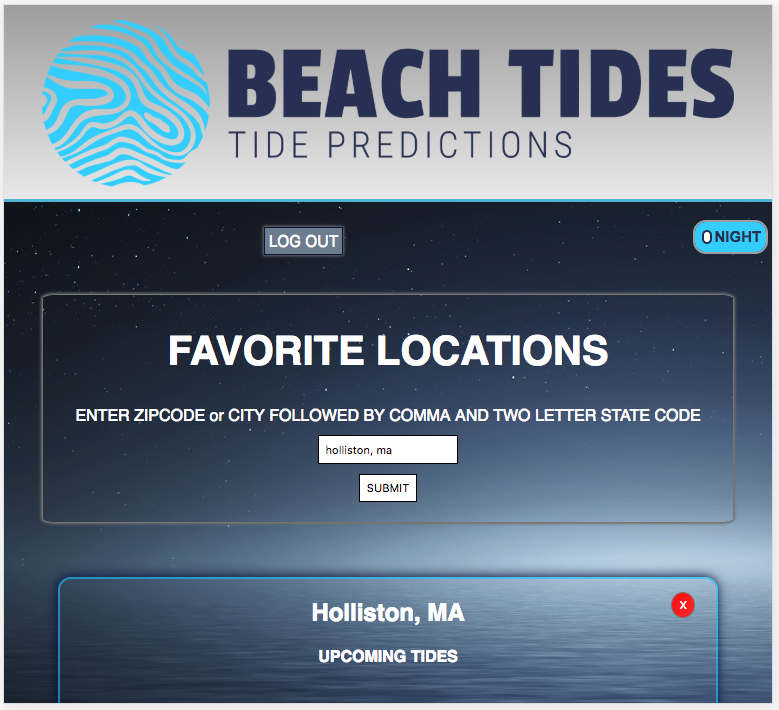 BEACH TIDES
TIDE PREDICTIONS
LOG OUT
NIGHT
FAVORITE LOCATIONS
ENTER ZIPCODE or CITY FOLLOWED BY COMMA AND TWO LETTER STATE CODE
holliston, ma
SUBMIT
Holliston, MA
X
UPCOMING TIDES